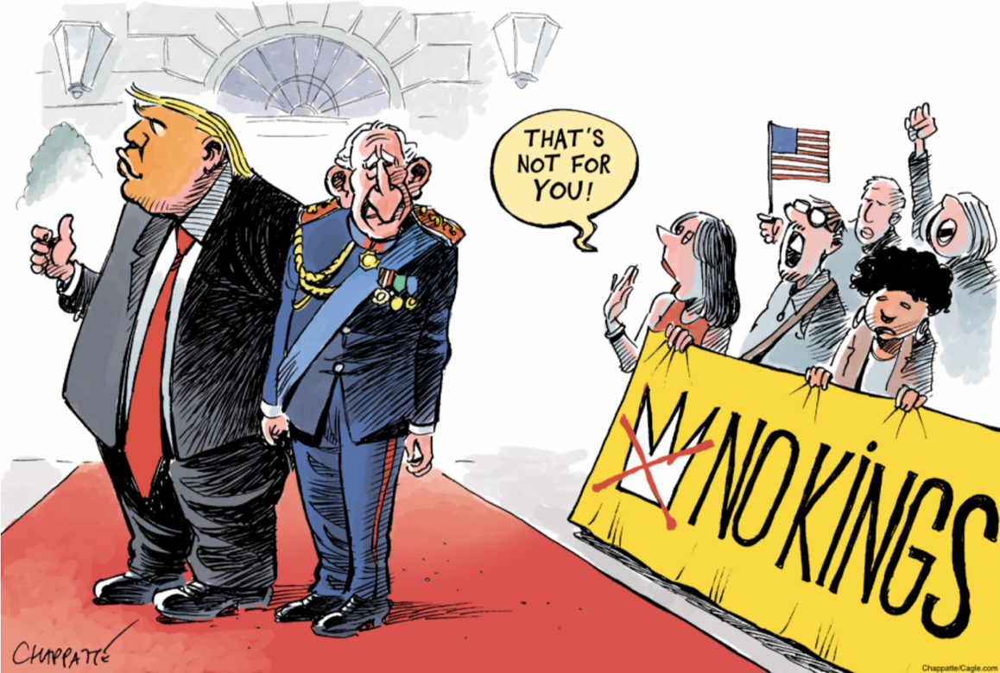 THAT'S
NOT FOR
YOU!
NO KINGS
CHAPPATTE
Chappatte/Cagle.com